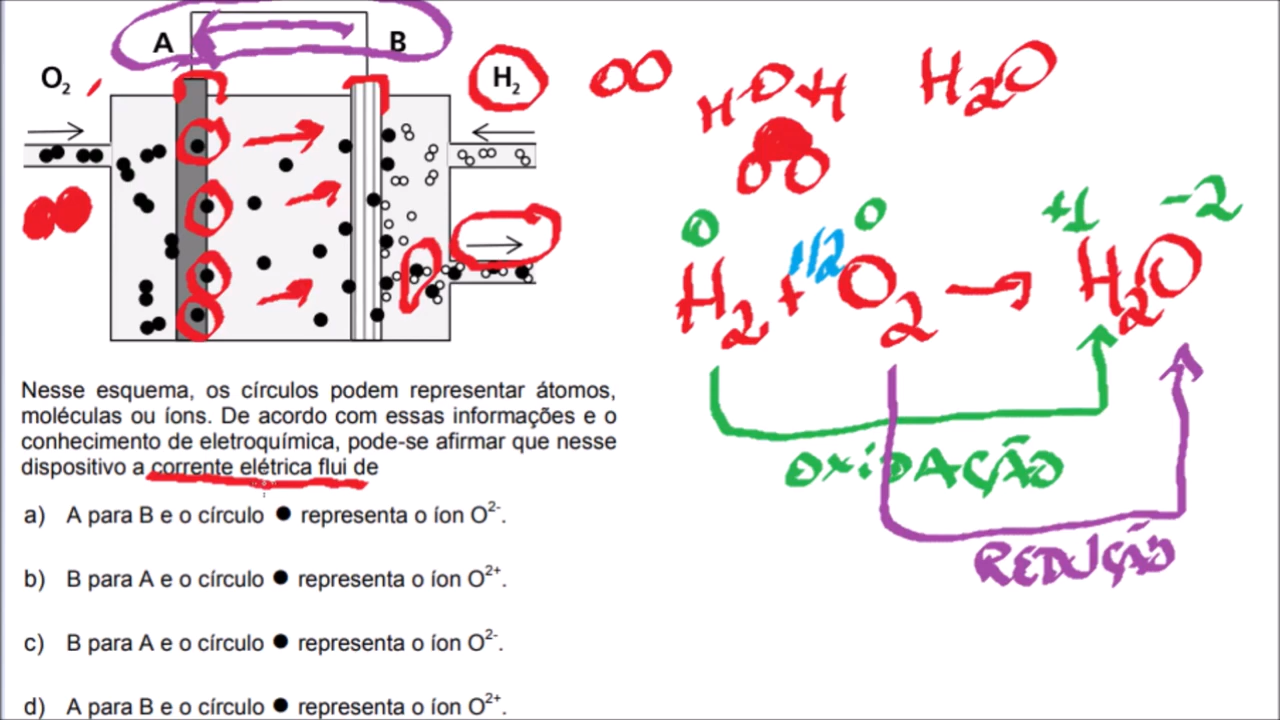 A B
O2 H2
HOH H2O
0 0 +1 -2
H2 + 1/2 O2 → H2O
OXIDAÇÃO
REDUÇÃO
Nesse esquema, os círculos podem representar átomos,
moléculas ou íons. De acordo com essas informações e o
conhecimento de eletroquímica, pode-se afirmar que nesse
dispositivo a corrente elétrica flui de
a) A para B e o círculo ● representa o íon O2-.
b) B para A e o círculo ● representa o íon O2+.
c) B para A e o círculo ● representa o íon O2-.
d) A para B e o círculo ● representa o íon O2+.